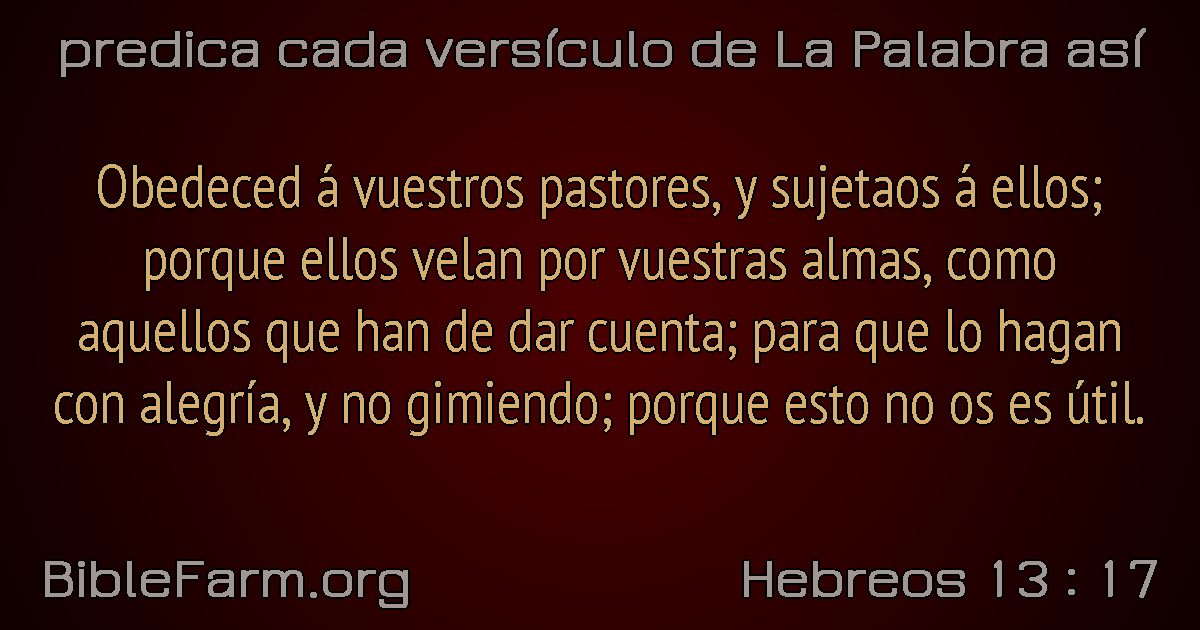 predica cada versículo de La Palabra así
Obedeced á vuestros pastores, y sujetaos á ellos;
porque ellos velan por vuestras almas, como
aquellos que han de dar cuenta; para que lo hagan
con alegría, y no gimiendo; porque esto no os es útil.
BibleFarm.org
Hebreos 13 : 17